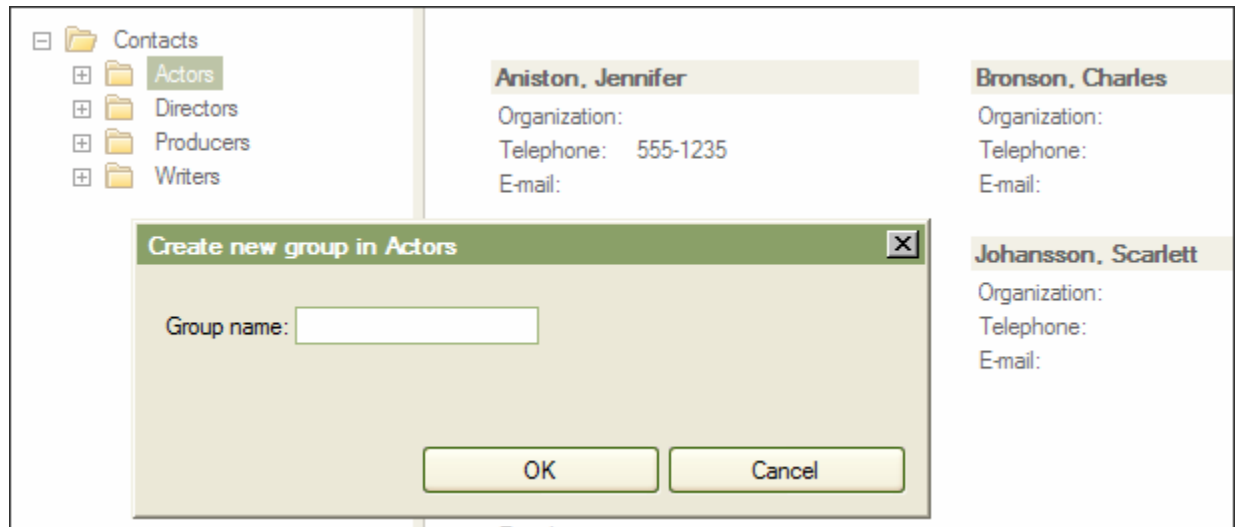 Contacts
Actors
Directors
Producers
Writers
Aniston, Jennifer
Organization:
Telephone: 555-1235
E-mail:
Bronson, Charles
Organization:
Telephone:
E-mail:
Johansson, Scarlett
Organization:
Telephone:
E-mail:
Create new group in Actors
Group name:
OK Cancel